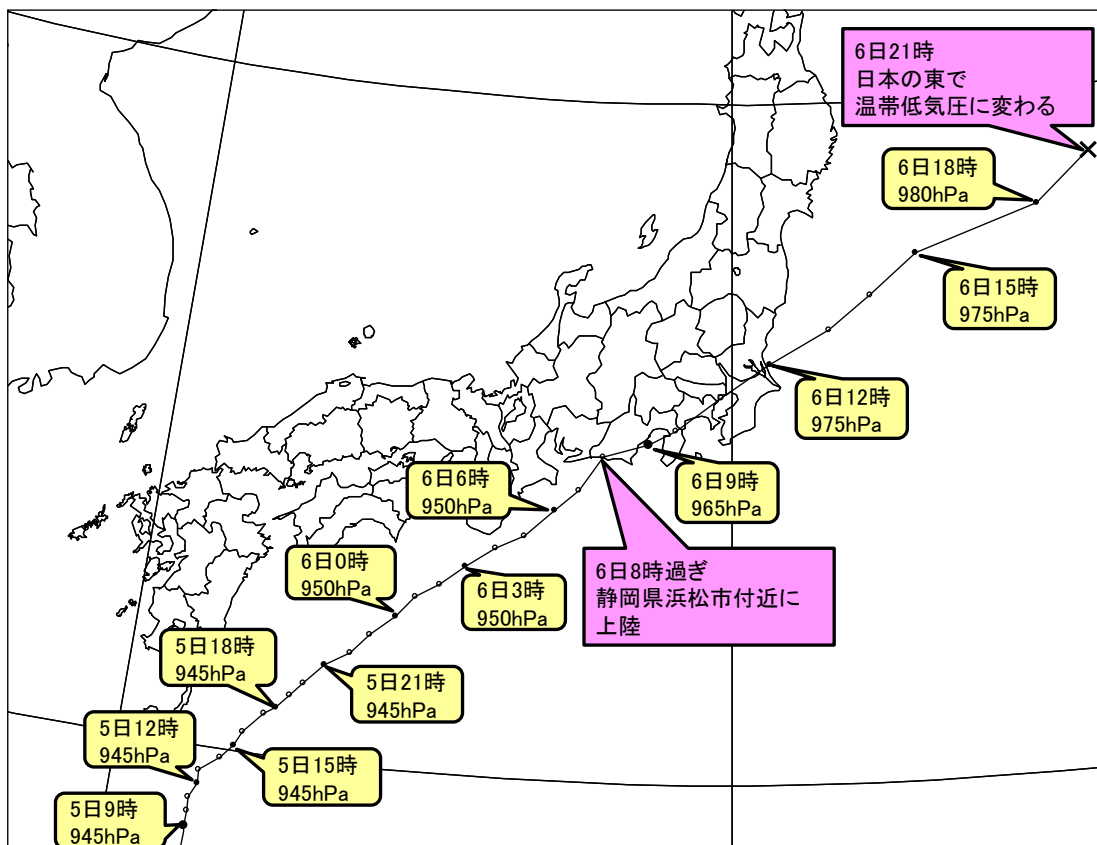 6日21時
日本の東で
温帯低気圧に変わる
6日18時
980hPa
6日15時
975hPa
6日12時
975hPa
6日9時
965hPa
6日8時過ぎ
静岡県浜松市付近に
上陸
6日6時
950hPa
6日3時
950hPa
6日0時
950hPa
5日21時
945hPa
5日18時
945hPa
5日15時
945hPa
5日12時
945hPa
5日9時
945hPa